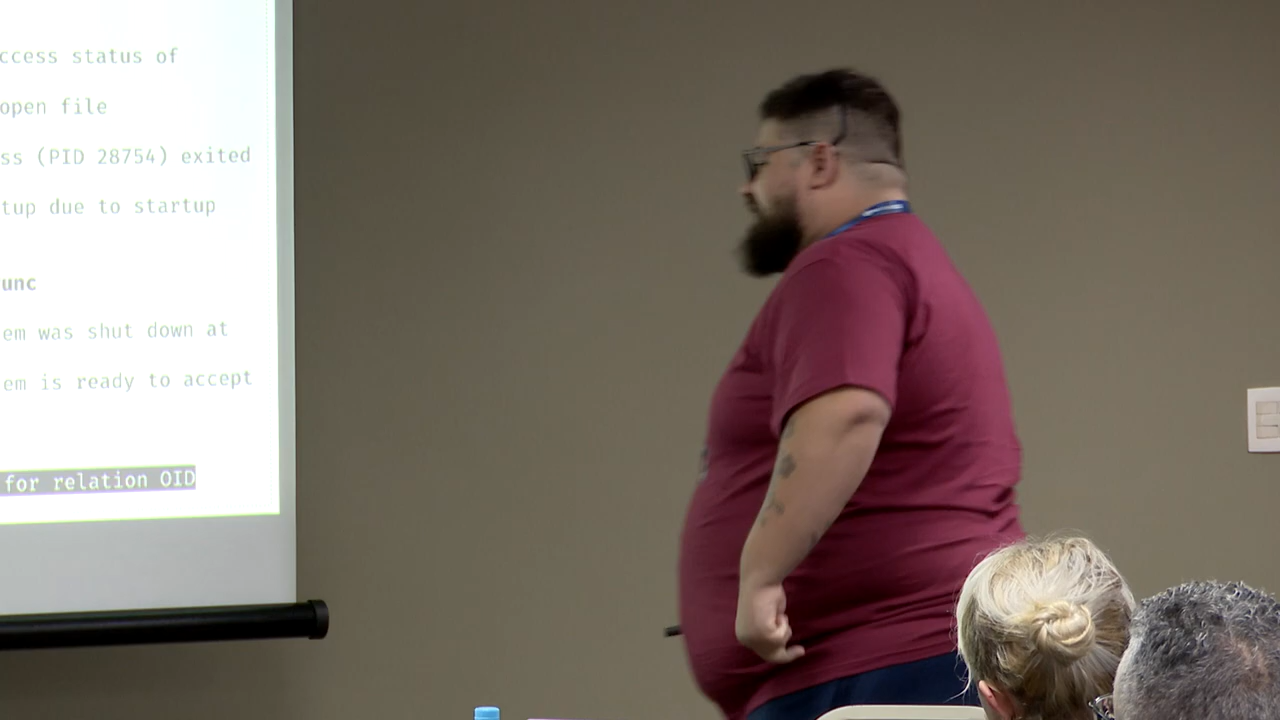 ccess status of
open file
ss (PID 28754) exited
tup due to startup
unc
em was shut down at
em is ready to accept
for relation OID